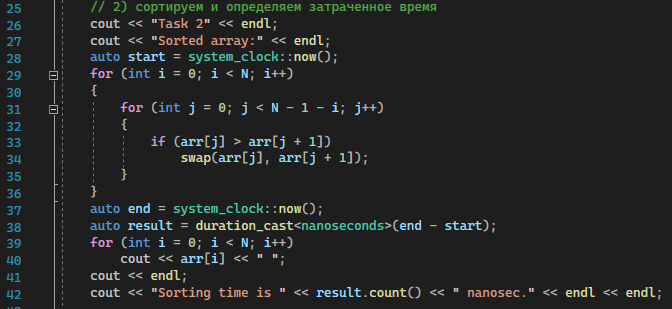 25 // 2) сортируем и определяем затраченное время
26 cout << "Task 2" << endl;
27 cout << "Sorted array:" << endl;
28 auto start = system_clock::now();
29 for (int i = 0; i < N; i++)
30 {
31 for (int j = 0; j < N - 1 - i; j++)
32 {
33 if (arr[j] > arr[j + 1])
34 swap(arr[j], arr[j + 1]);
35 }
36 }
37 auto end = system_clock::now();
38 auto result = duration_cast<nanoseconds>(end - start);
39 for (int i = 0; i < N; i++)
40 cout << arr[i] << " ";
41 cout << endl;
42 cout << "Sorting time is " << result.count() << " nanosec." << endl << endl;